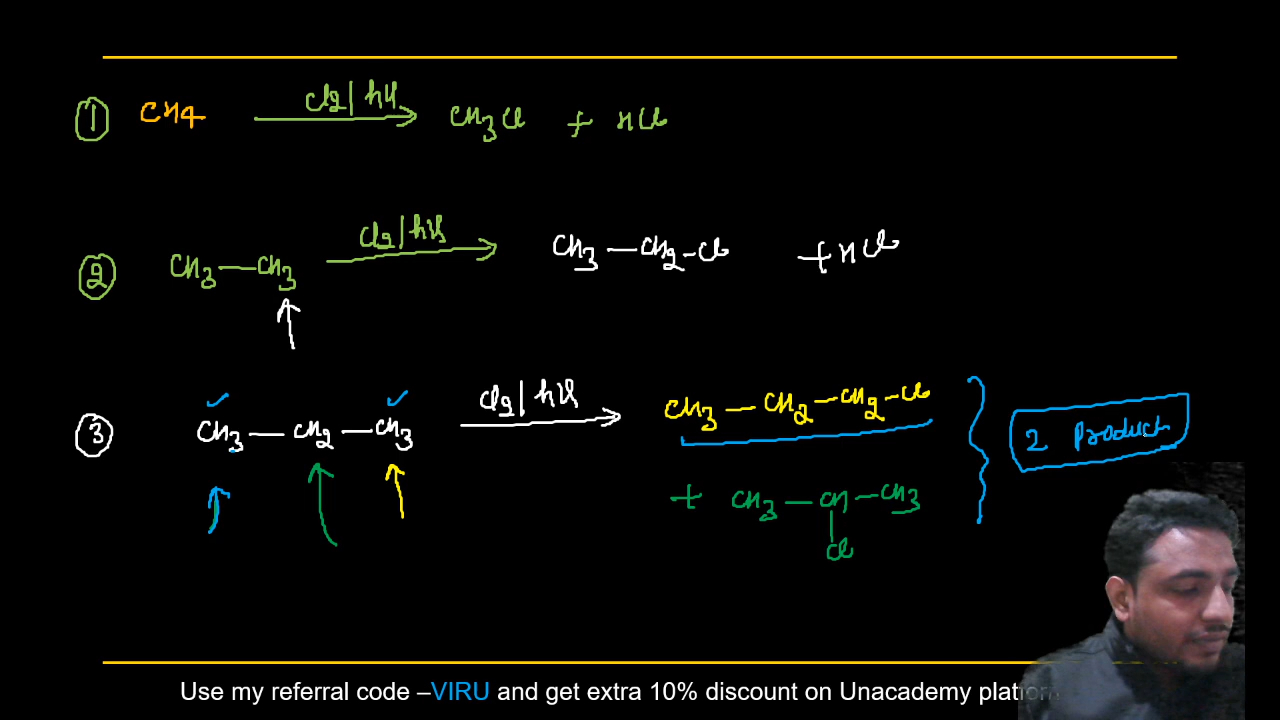 ① CH4 Cl2|hν CH3Cl + HCl
② CH3—CH3 Cl2|hν CH3—CH2-Cl + HCl
③ CH3—CH2—CH3 Cl2|hν CH3—CH2—CH2-Cl
2 Product
+ CH3—CH—CH3
Cl
Use my referral code –VIRU and get extra 10% discount on Unacademy platform